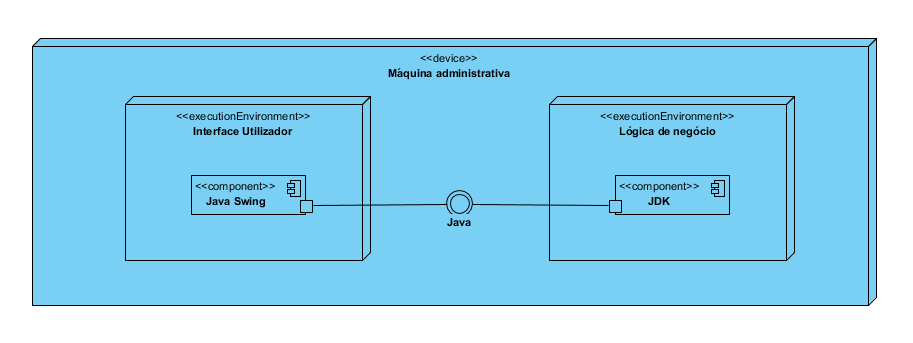 <<device>>
Máquina administrativa
<<executionEnvironment>>
Interface Utilizador
<<component>>
Java Swing
Java
<<executionEnvironment>>
Lógica de negócio
<<component>>
JDK